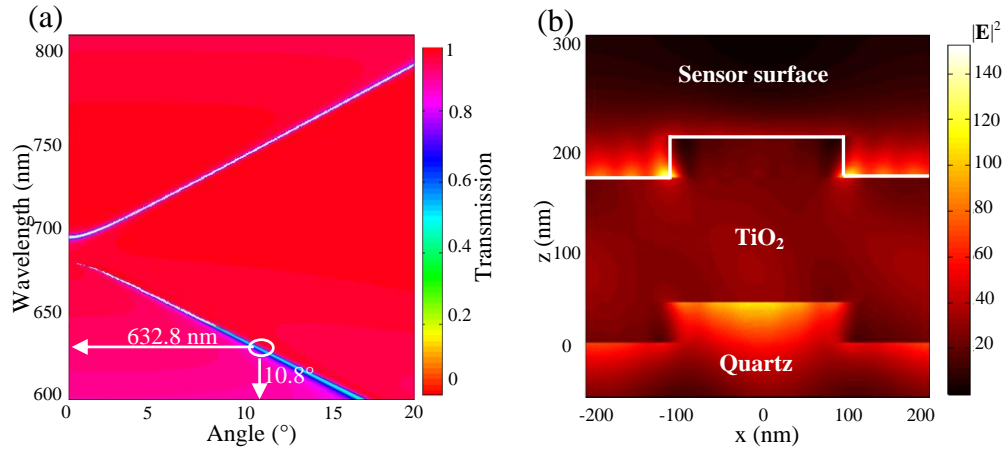 (a)
800
750
700
650
600
Wavelength (nm)
632.8 nm
10.8°
0 5 10 15 20
Angle (°)
1
0.8
0.6
0.4
0.2
0
Transmission
(b)
300
200
100
0
z (nm)
Sensor surface
TiO₂
Quartz
-200 -100 0 100 200
x (nm)
|E|²
140
120
100
80
60
40
20